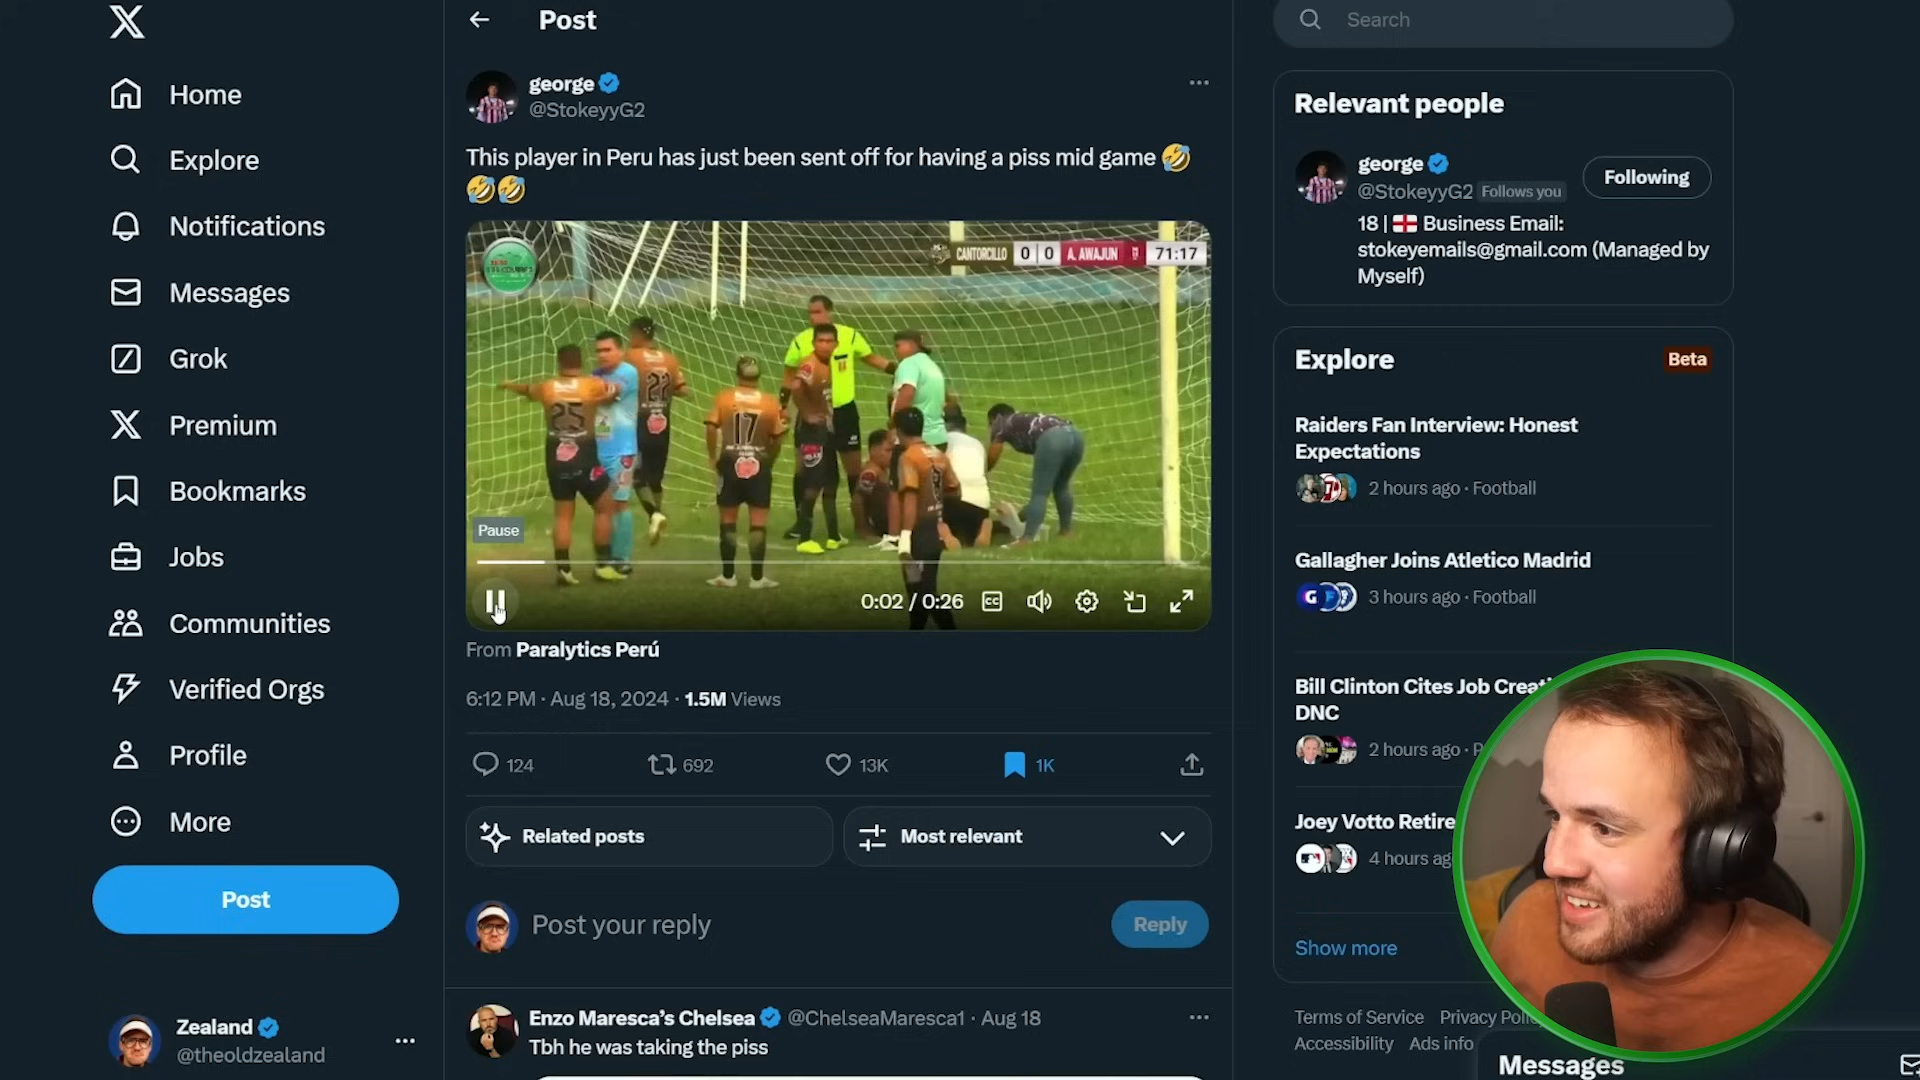 Post
Search
Home
Explore
Notifications
Messages
Grok
Premium
Bookmarks
Jobs
Communities
Verified Orgs
Profile
More
Post
Zealand
@theoldzealand
george
@StokeyyG2
This player in Peru has just been sent off for having a piss mid game 🤣
🤣🤣
CANTORCILLO 0 0 A. AWAJUN 71:17
25
22
17
Pause
0:02 / 0:26
CC
From Paralytics Perú
6:12 PM · Aug 18, 2024 · 1.5M Views
124 692 13K 1K
Related posts
Most relevant
Post your reply
Reply
Enzo Maresca's Chelsea @ChelseaMaresca1 · Aug 18
Tbh he was taking the piss
Relevant people
george
@StokeyyG2 Follows you
Following
18 | 🏴󠁧󠁢󠁥󠁮󠁧󠁿 Business Email:
stokeyemails@gmail.com (Managed by
Myself)
Explore
Beta
Raiders Fan Interview: Honest
Expectations
2 hours ago · Football
Gallagher Joins Atletico Madrid
3 hours ago · Football
Bill Clinton Cites Job Creati
DNC
2 hours ago · P
Joey Votto Retire
4 hours ag
Show more
Terms of Service Privacy Polic
Accessibility Ads info
Messages